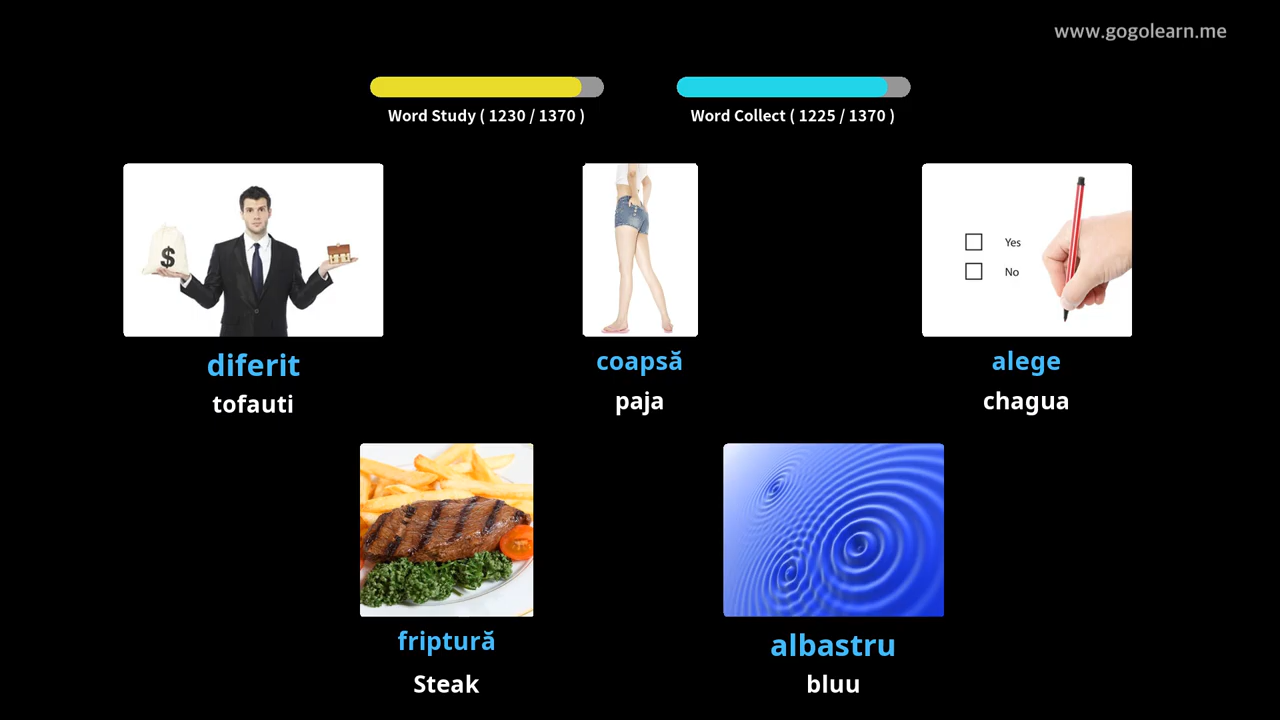 www.gogolearn.me
Word Study ( 1230 / 1370 )
Word Collect ( 1225 / 1370 )
$
Yes
No
diferit
tofauti
coapsă
paja
alege
chagua
friptură
Steak
albastru
bluu